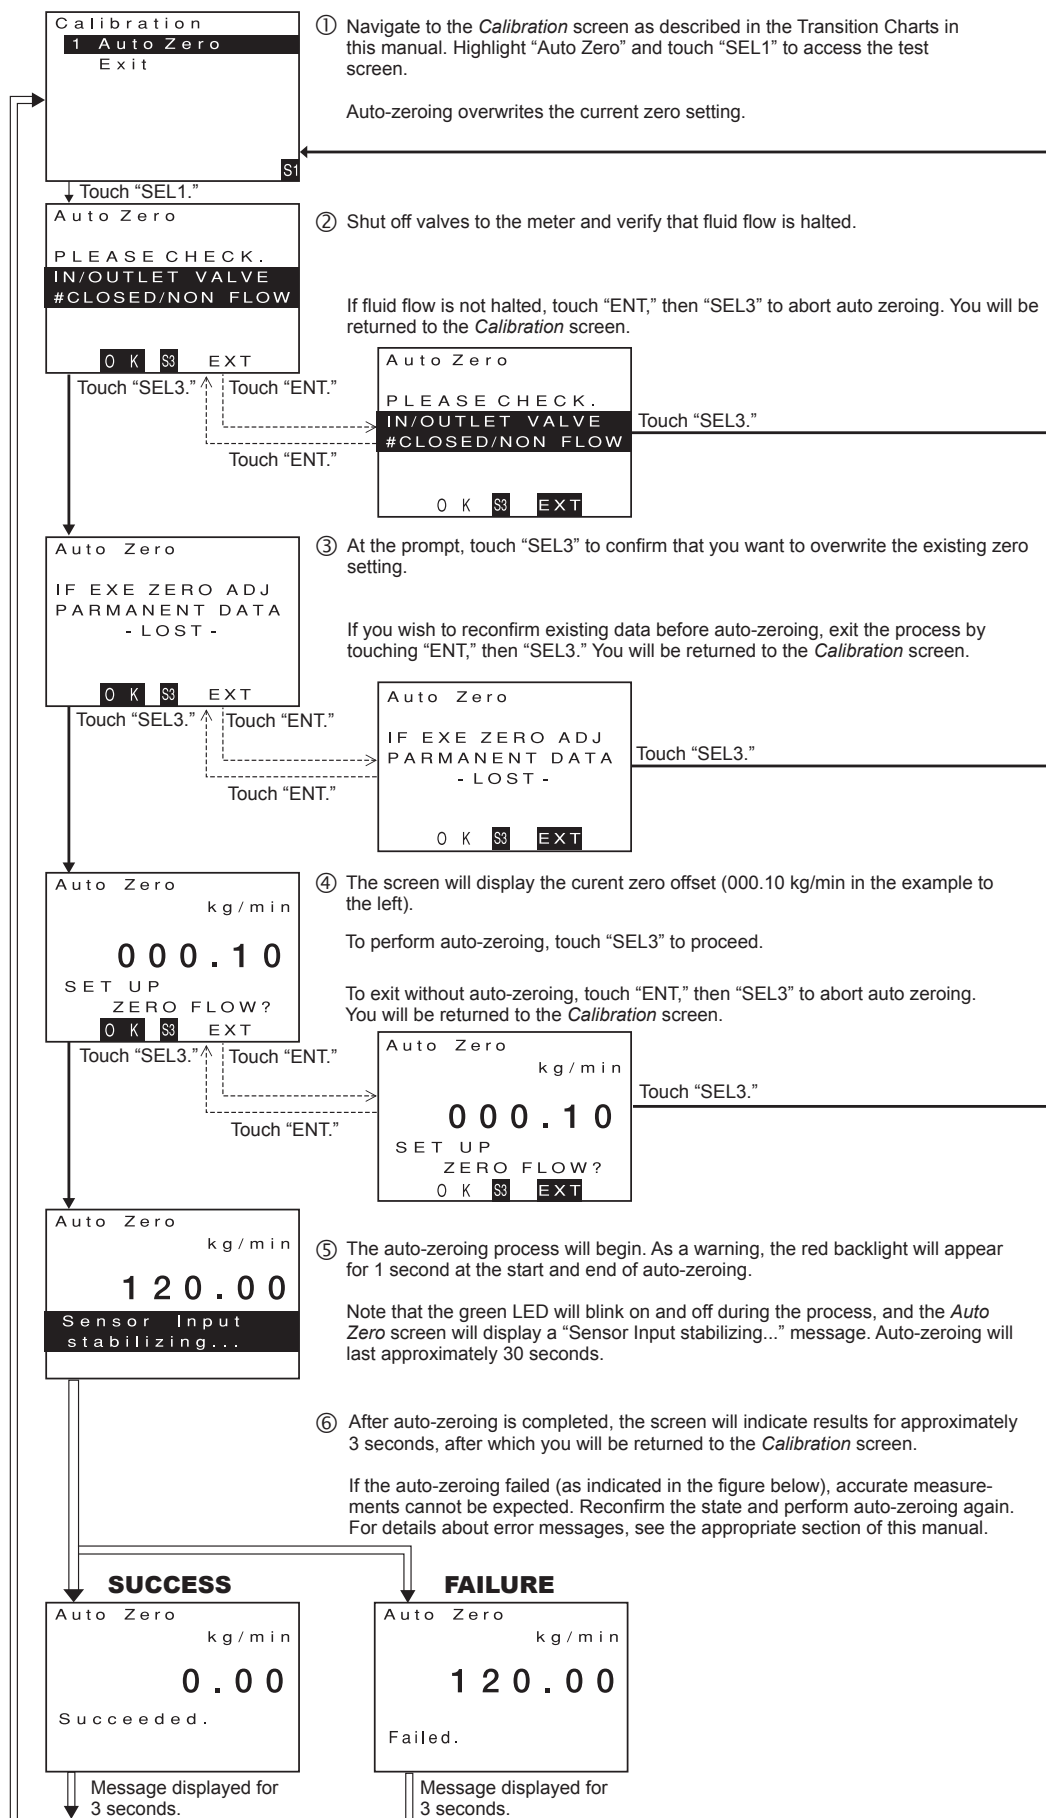 Calibration
1 Auto Zero
Exit
S1
① Navigate to the Calibration screen as described in the Transition Charts in
this manual. Highlight “Auto Zero” and touch “SEL1” to access the test
screen.
Auto-zeroing overwrites the current zero setting.
Touch “SEL1.”
Auto Zero
PLEASE CHECK.
IN/OUTLET VALVE
#CLOSED/NON FLOW
O K S3 EXT
② Shut off valves to the meter and verify that fluid flow is halted.
If fluid flow is not halted, touch “ENT,” then “SEL3” to abort auto zeroing. You will be
returned to the Calibration screen.
Touch “SEL3.”
Touch “ENT.”
Touch “ENT.”
Auto Zero
PLEASE CHECK.
IN/OUTLET VALVE
#CLOSED/NON FLOW
O K S3 EXT
Touch “SEL3.”
Auto Zero
IF EXE ZERO ADJ
PARMANENT DATA
- LOST -
O K S3 EXT
③ At the prompt, touch “SEL3” to confirm that you want to overwrite the existing zero
setting.
If you wish to reconfirm existing data before auto-zeroing, exit the process by
touching “ENT,” then “SEL3.” You will be returned to the Calibration screen.
Touch “SEL3.”
Touch “ENT.”
Touch “ENT.”
Auto Zero
IF EXE ZERO ADJ
PARMANENT DATA
- LOST -
O K S3 EXT
Touch “SEL3.”
Auto Zero
kg/min
000.10
SET UP
ZERO FLOW?
O K S3 EXT
④ The screen will display the curent zero offset (000.10 kg/min in the example to
the left).
To perform auto-zeroing, touch “SEL3” to proceed.
To exit without auto-zeroing, touch “ENT,” then “SEL3” to abort auto zeroing.
You will be returned to the Calibration screen.
Touch “SEL3.”
Touch “ENT.”
Touch “ENT.”
Auto Zero
kg/min
000.10
SET UP
ZERO FLOW?
O K S3 EXT
Touch “SEL3.”
Auto Zero
kg/min
120.00
Sensor Input
stabilizing...
⑤ The auto-zeroing process will begin. As a warning, the red backlight will appear
for 1 second at the start and end of auto-zeroing.
Note that the green LED will blink on and off during the process, and the Auto
Zero screen will display a “Sensor Input stabilizing...” message. Auto-zeroing will
last approximately 30 seconds.
⑥ After auto-zeroing is completed, the screen will indicate results for approximately
3 seconds, after which you will be returned to the Calibration screen.
If the auto-zeroing failed (as indicated in the figure below), accurate measure-
ments cannot be expected. Reconfirm the state and perform auto-zeroing again.
For details about error messages, see the appropriate section of this manual.
SUCCESS
Auto Zero
kg/min
0.00
Succeeded.
Message displayed for
3 seconds.
FAILURE
Auto Zero
kg/min
120.00
Failed.
Message displayed for
3 seconds.